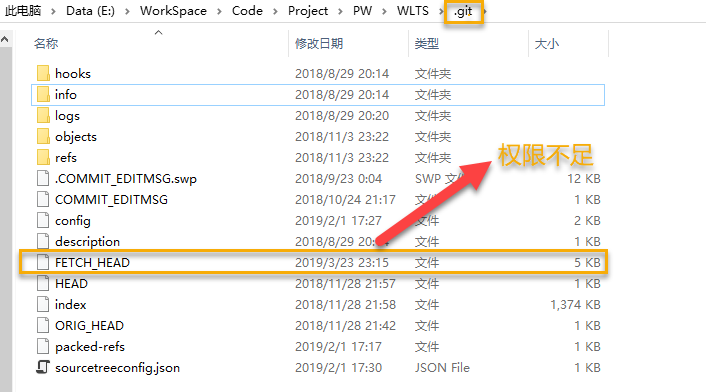 此电脑 > Data (E:) > WorkSpace > Code > Project > PW > WLTS > .git >
名称 修改日期 类型 大小
hooks 2018/8/29 20:14 文件夹
info 2018/8/29 20:14 文件夹
logs 2018/8/29 20:20 文件夹
objects 2018/11/3 23:22 文件夹
refs 2018/11/3 23:22 文件夹
权限不足
.COMMIT_EDITMSG.swp 2018/9/23 0:04 SWP 文 12 KB
COMMIT_EDITMSG 2018/10/24 21:17 文件 1 KB
config 2019/2/1 17:27 文件 2 KB
description 2018/8/29 20: 文件 1 KB
FETCH_HEAD 2019/3/23 23:15 文件 5 KB
HEAD 2018/11/28 21:57 文件 1 KB
index 2018/11/28 21:58 文件 1,374 KB
ORIG_HEAD 2018/11/28 21:42 文件 1 KB
packed-refs 2019/2/1 17:17 文件 1 KB
sourcetreeconfig.json 2019/2/1 17:30 JSON File 1 KB